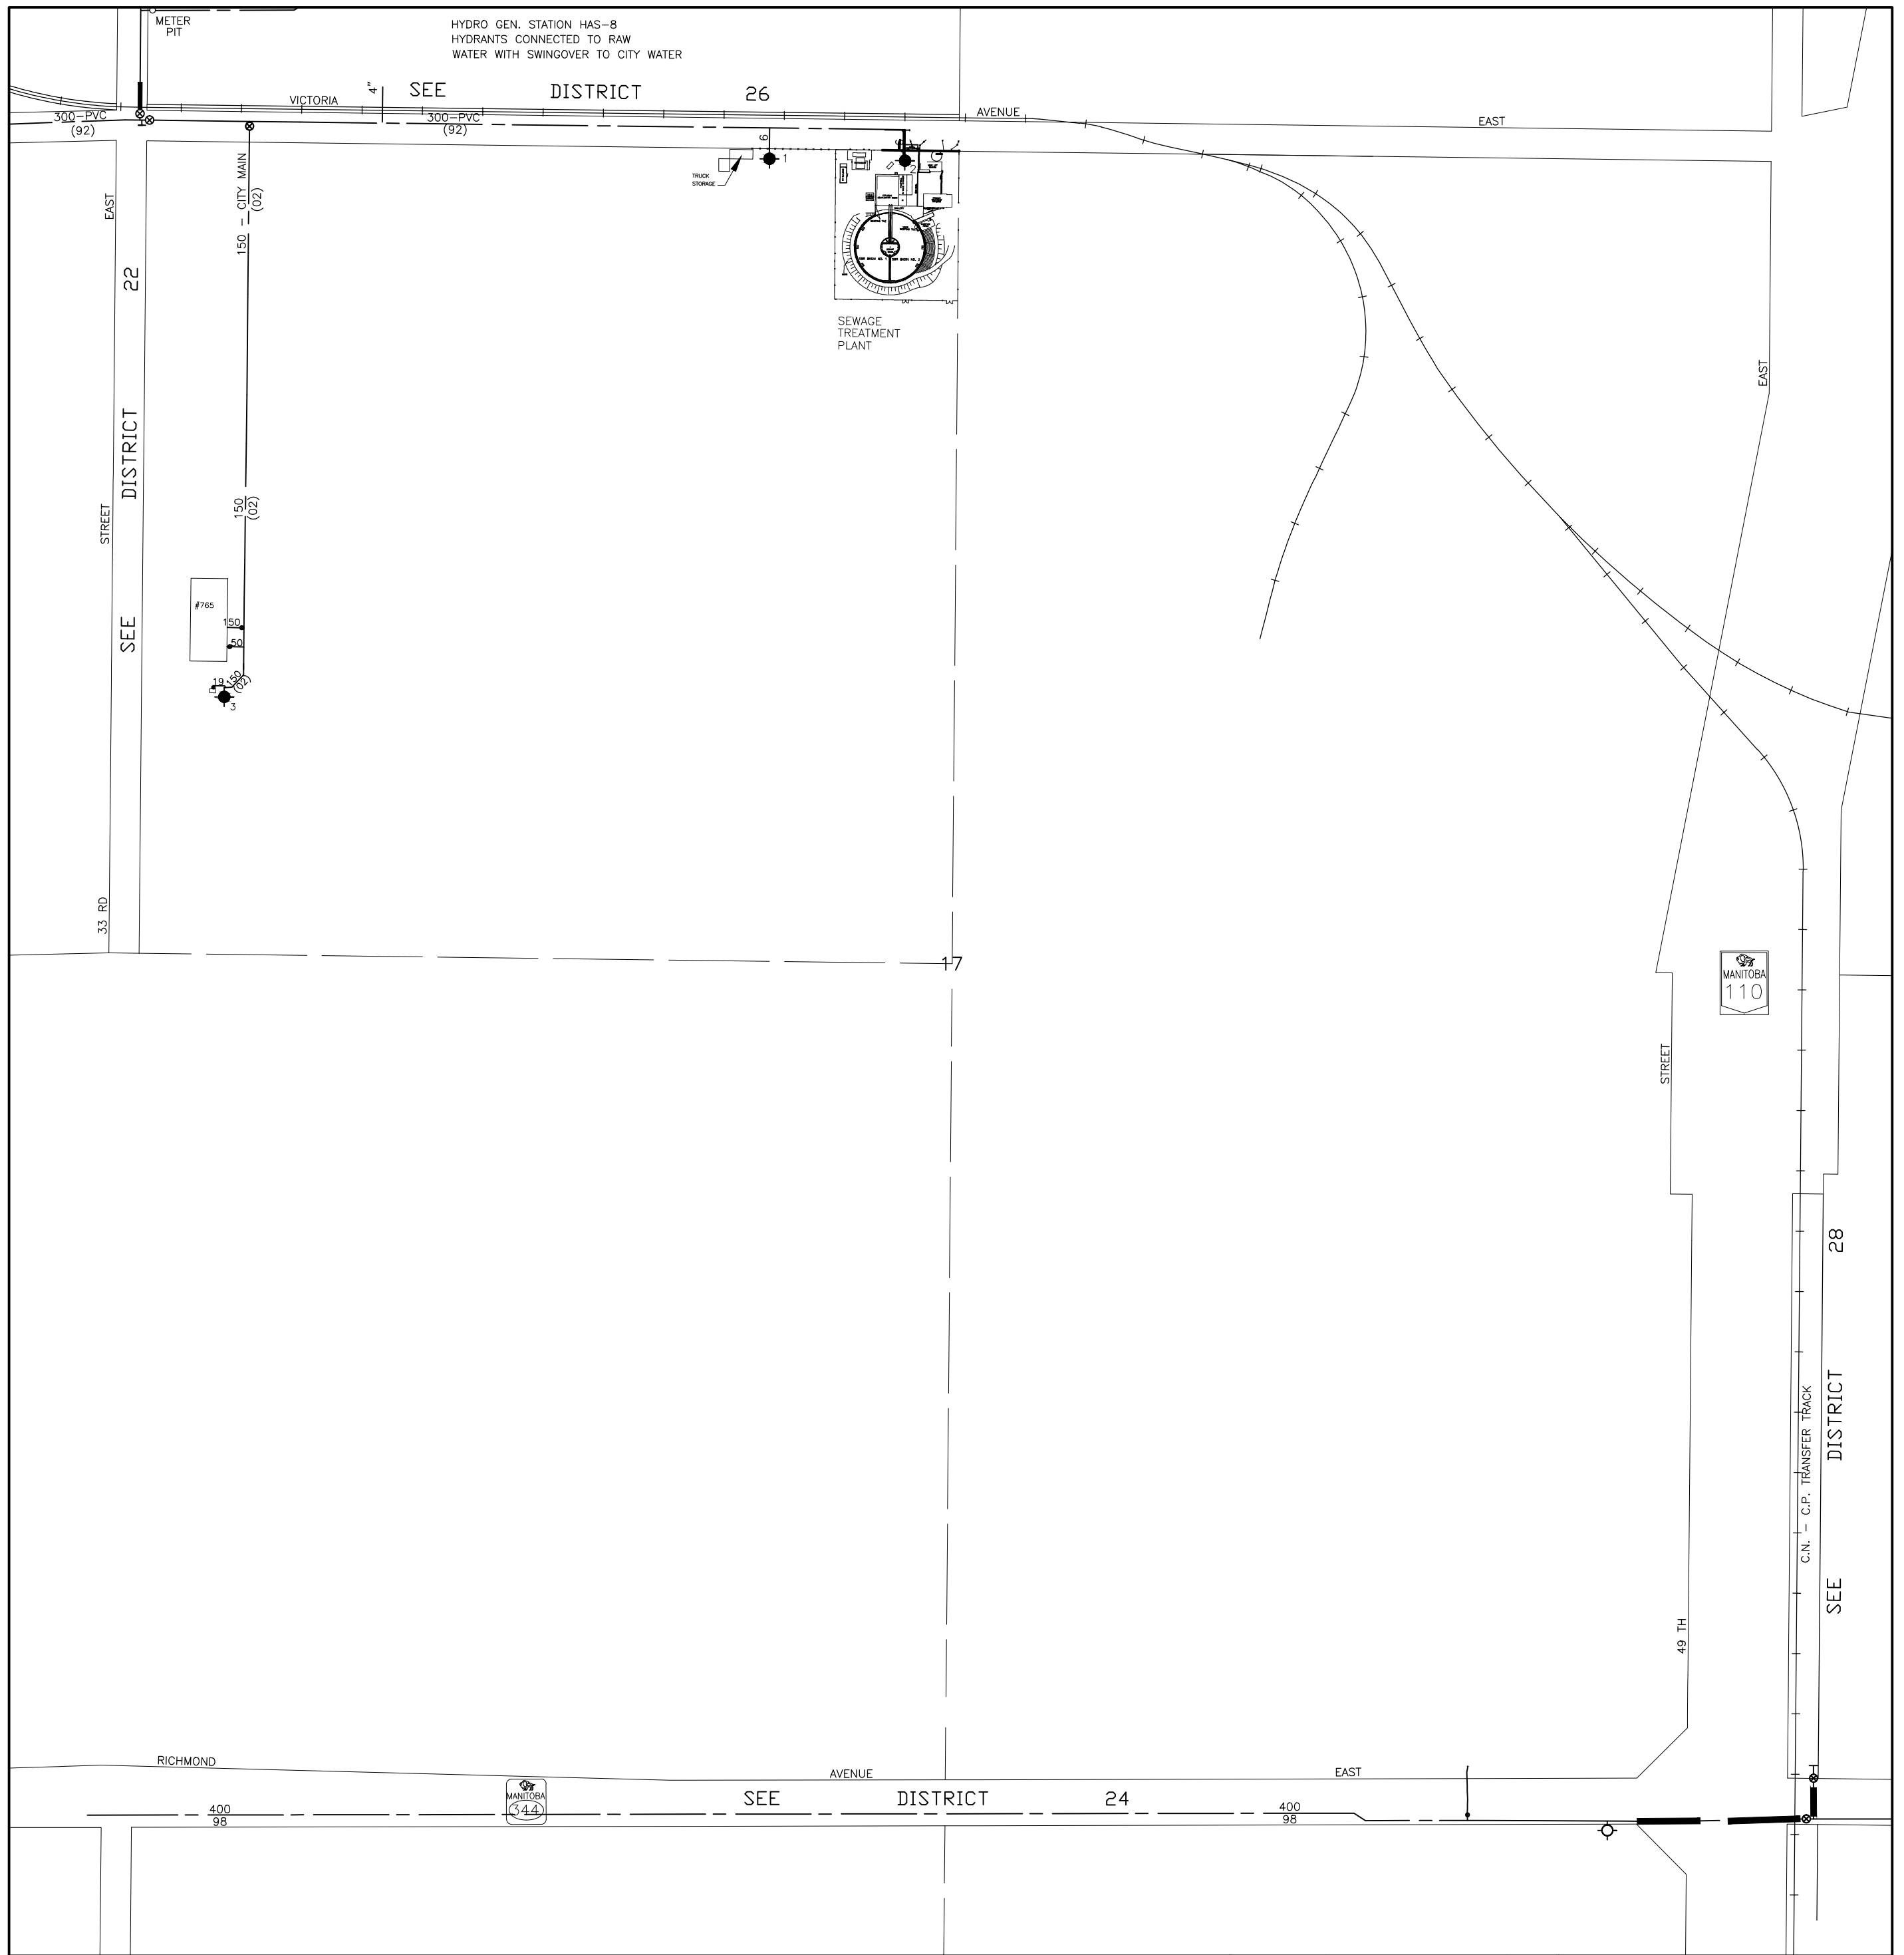 METER
PIT
HYDRO GEN. STATION HAS-8
HYDRANTS CONNECTED TO RAW
WATER WITH SWINGOVER TO CITY WATER
4"
SEE DISTRICT 26
VICTORIA AVENUE EAST
300-PVC
(92)
300-PVC
(92)
6
1
2
TRUCK
STORAGE
150 - CITY MAIN
(02)
SEWAGE
TREATMENT
PLANT
33 RD STREET EAST
SEE DISTRICT 22
150
(02)
#765
150
50
19
150
(02)
3
17
49 TH STREET EAST
MANITOBA
110
SEE DISTRICT 28
C.N. - C.P. TRANSFER TRACK
RICHMOND AVENUE EAST
MANITOBA
344
SEE DISTRICT 24
400
98
400
98